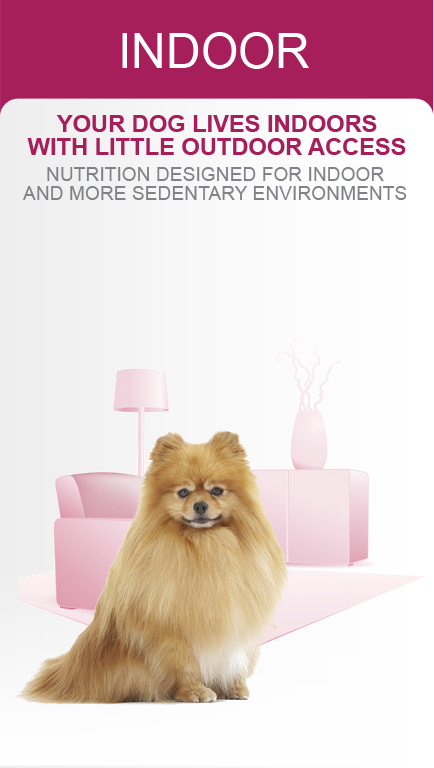 INDOOR
YOUR DOG LIVES INDOORS
WITH LITTLE OUTDOOR ACCESS
NUTRITION DESIGNED FOR INDOOR
AND MORE SEDENTARY ENVIRONMENTS